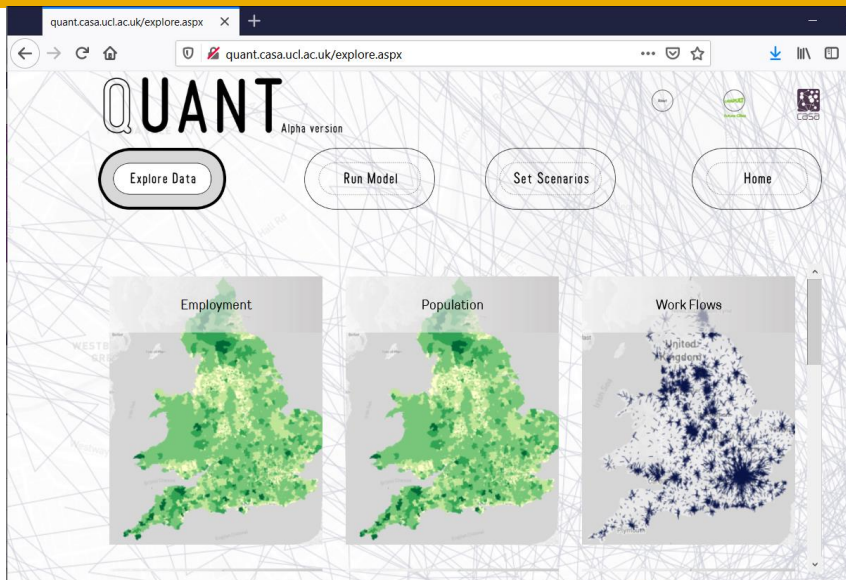 quant.casa.ucl.ac.uk/explore.aspx
quant.casa.ucl.ac.uk/explore.aspx
QUANT
Alpha version
casa
Explore Data
Run Model
Set Scenarios
Home
Employment
Population
Work Flows
United
Kingdom